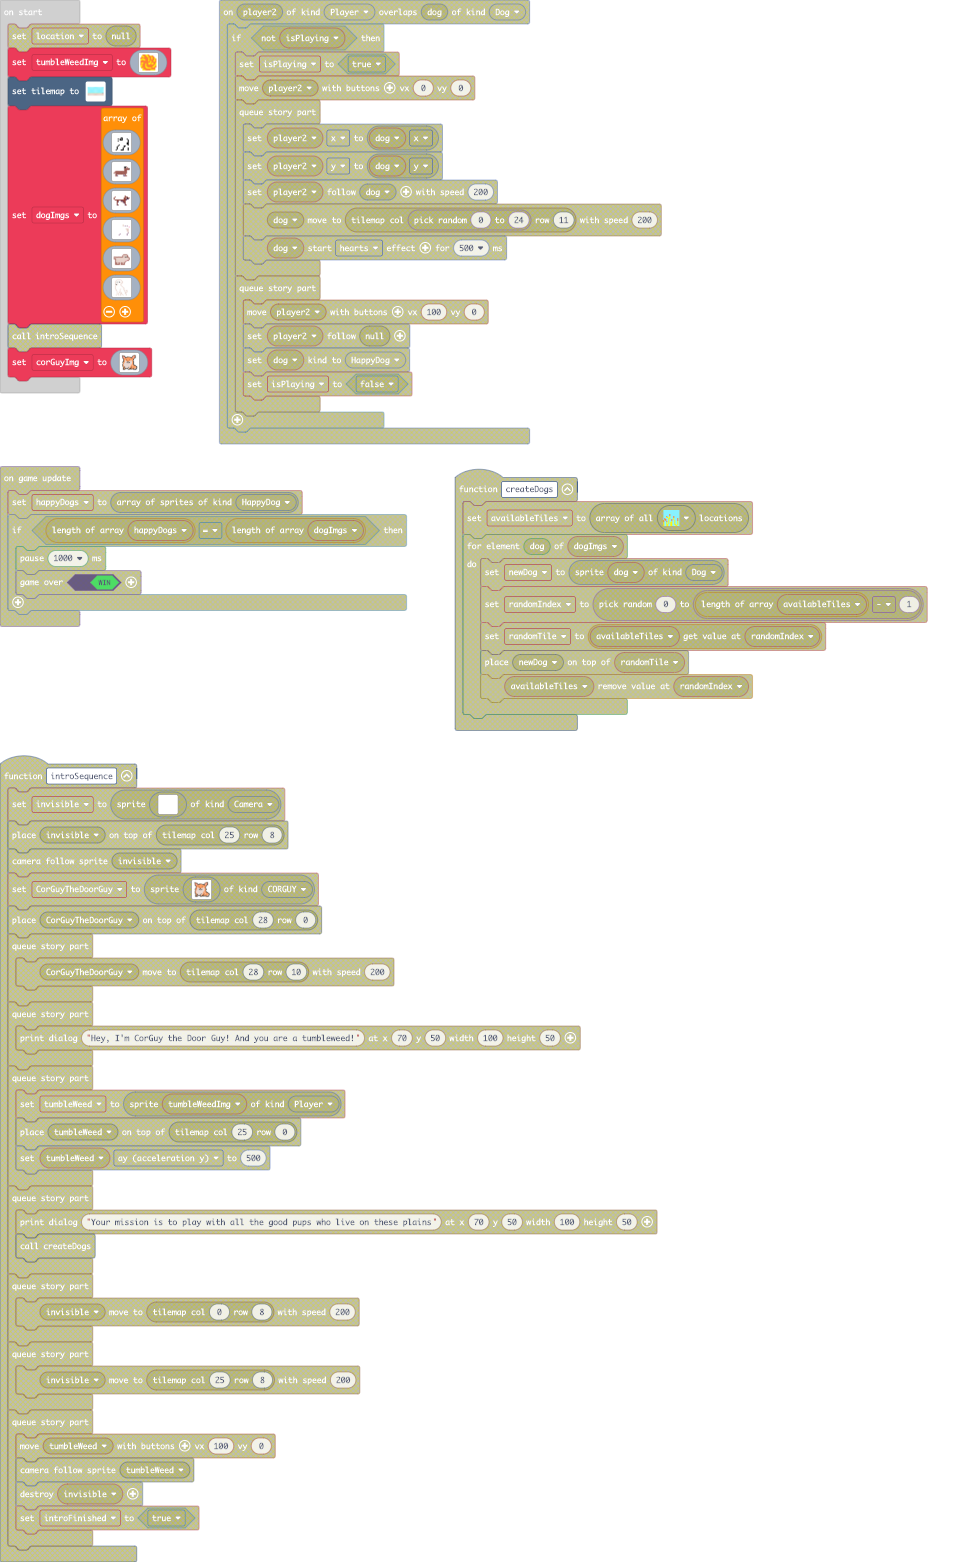 on start
set location to null
set tumbleWeedImg to
set tilemap to
array of
set dogImgs to
call introSequence
set corGuyImg to
on player2 of kind Player overlaps dog of kind Dog
if not isPlaying then
set isPlaying to true
move player2 with buttons vx 0 vy 0
queue story part
set player2 x to dog x
set player2 y to dog y
set player2 follow dog with speed 200
dog move to tilemap col pick random 0 to 24 row 11 with speed 200
dog start hearts effect for 500 ms
queue story part
move player2 with buttons vx 100 vy 0
set player2 follow null
set dog kind to HappyDog
set isPlaying to false
on game update
set happyDogs to array of sprites of kind HappyDog
if length of array happyDogs = length of array dogImgs then
pause 1000 ms
game over WIN
function createDogs
set availableTiles to array of all locations
for element dog of dogImgs
do
set newDog to sprite dog of kind Dog
set randomIndex to pick random 0 to length of array availableTiles - 1
set randomTile to availableTiles get value at randomIndex
place newDog on top of randomTile
availableTiles remove value at randomIndex
function introSequence
set invisible to sprite of kind Camera
place invisible on top of tilemap col 25 row 8
camera follow sprite invisible
set CorGuyTheDoorGuy to sprite of kind CORGUY
place CorGuyTheDoorGuy on top of tilemap col 28 row 0
queue story part
CorGuyTheDoorGuy move to tilemap col 28 row 10 with speed 200
queue story part
print dialog "Hey, I'm CorGuy the Door Guy! And you are a tumbleweed!" at x 70 y 50 width 100 height 50
queue story part
set tumbleWeed to sprite tumbleWeedImg of kind Player
place tumbleWeed on top of tilemap col 25 row 0
set tumbleWeed ay (acceleration y) to 500
queue story part
print dialog "Your mission is to play with all the good pups who live on these plains" at x 70 y 50 width 100 height 50
call createDogs
queue story part
invisible move to tilemap col 0 row 8 with speed 200
queue story part
invisible move to tilemap col 25 row 8 with speed 200
queue story part
move tumbleWeed with buttons vx 100 vy 0
camera follow sprite tumbleWeed
destroy invisible
set introFinished to true